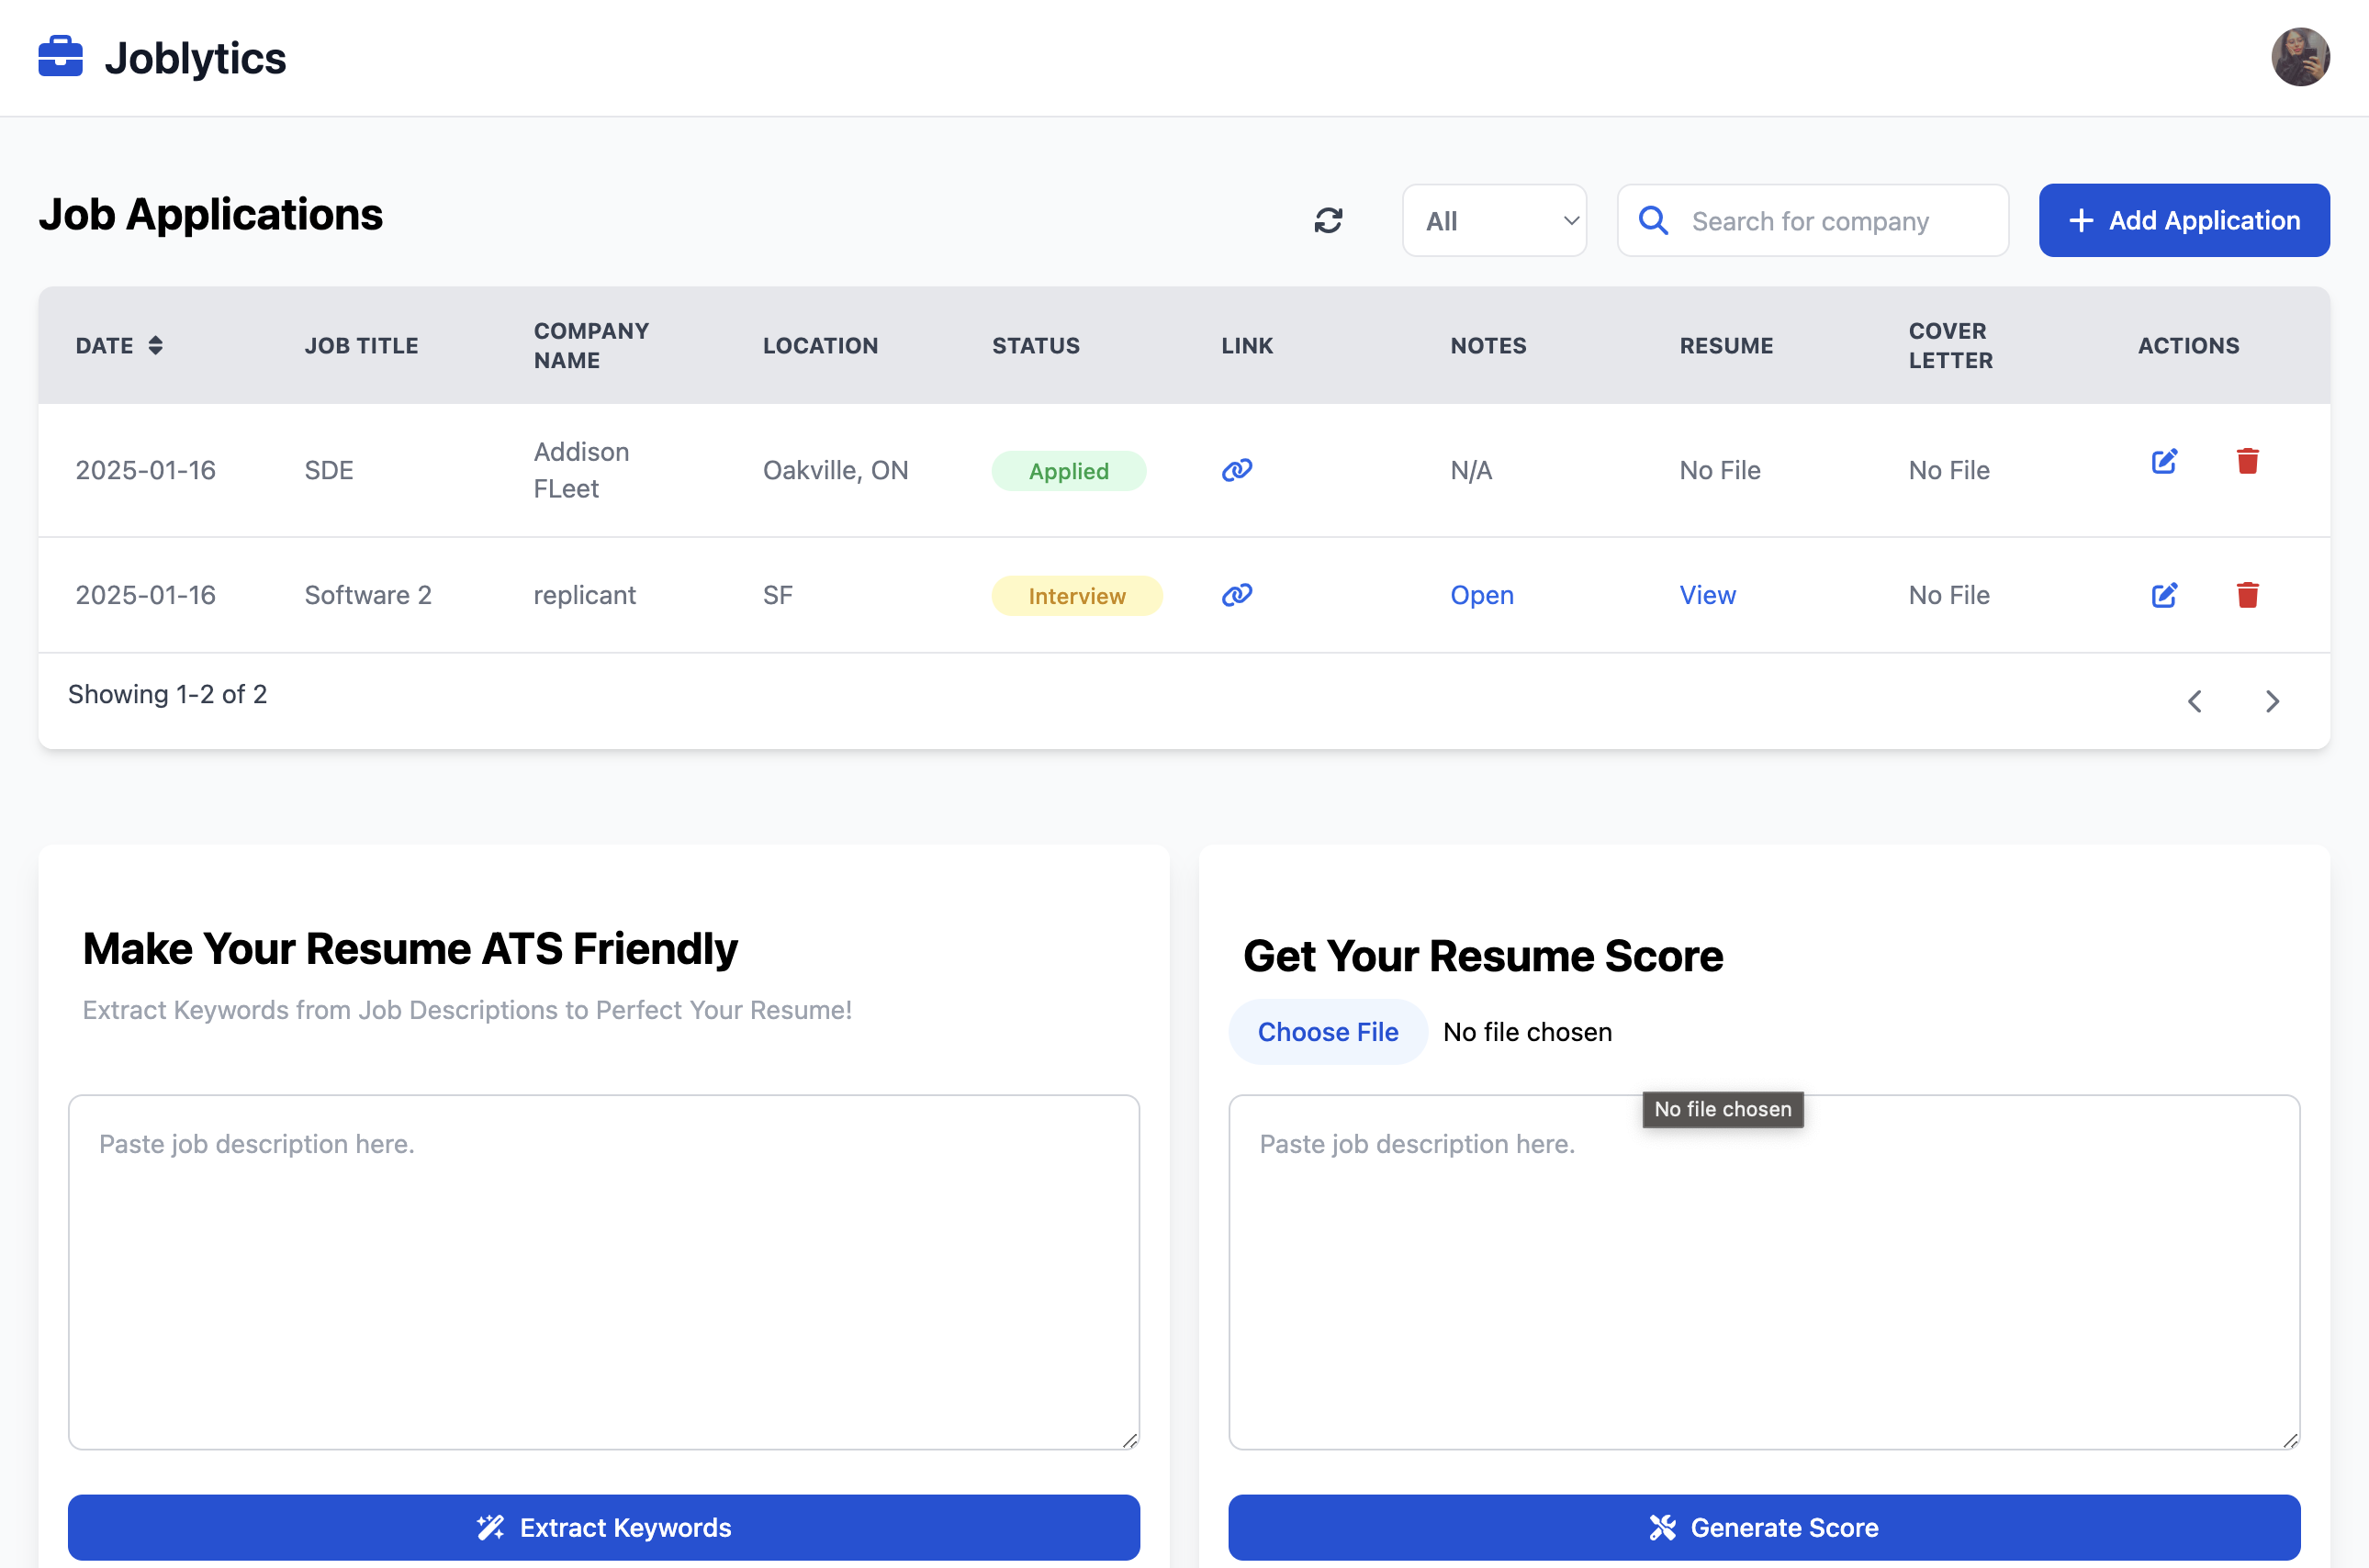 Joblytics
Job Applications
All
Search for company
Add Application
DATE
JOB TITLE
COMPANY
NAME
LOCATION
STATUS
LINK
NOTES
RESUME
COVER
LETTER
ACTIONS
2025-01-16
SDE
Addison
FLeet
Oakville, ON
Applied
N/A
No File
No File
2025-01-16
Software 2
replicant
SF
Interview
Open
View
No File
Showing 1-2 of 2
Make Your Resume ATS Friendly
Extract Keywords from Job Descriptions to Perfect Your Resume!
Paste job description here.
Extract Keywords
Get Your Resume Score
Choose File
No file chosen
No file chosen
Paste job description here.
Generate Score